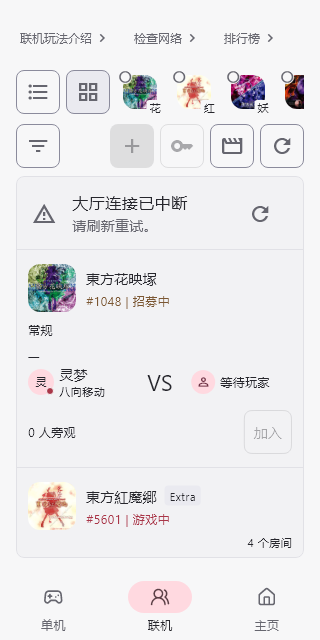 联机玩法介绍 检查网络 排行榜
花 红 妖
大厅连接已中断
请刷新重试。
東方花映塚
#1048 | 招募中
常规
—
灵 灵梦
八向移动
VS
等待玩家
0 人旁观
加入
東方紅魔郷 Extra
#5601 | 游戏中
4 个房间
单机 联机 主页